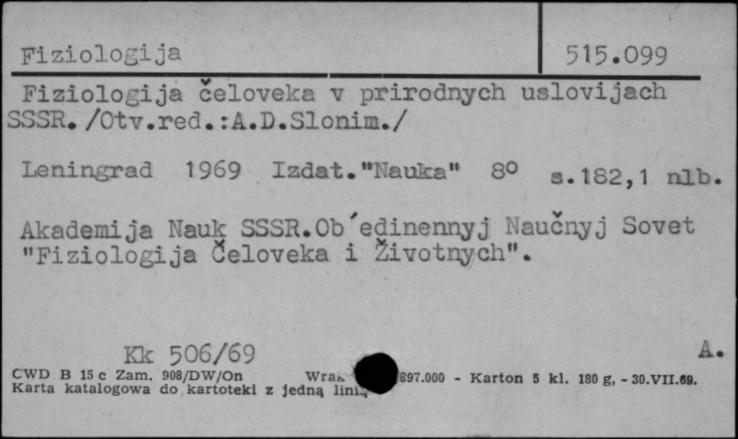 Fiziologija 515.099
Fiziologija čeloveka v prirodnych uslovijach
SSSR. /Otv.red.:A.D.Slonim./
Leningrad 1969 Izdat."Nauka" 8º s.182,1 nlb.
Akademija Nauk SSSR.Ob´edinennyj Naučnyj Sovet
"Fiziologija Čeloveka i Životnych".
Kk 506/69 A.
CWD B 15 c Zam. 908/DW/On 897.000 - Karton 5 kl. 180 g, - 30.VII.69.
Karta katalogowa do kartoteki z jedną